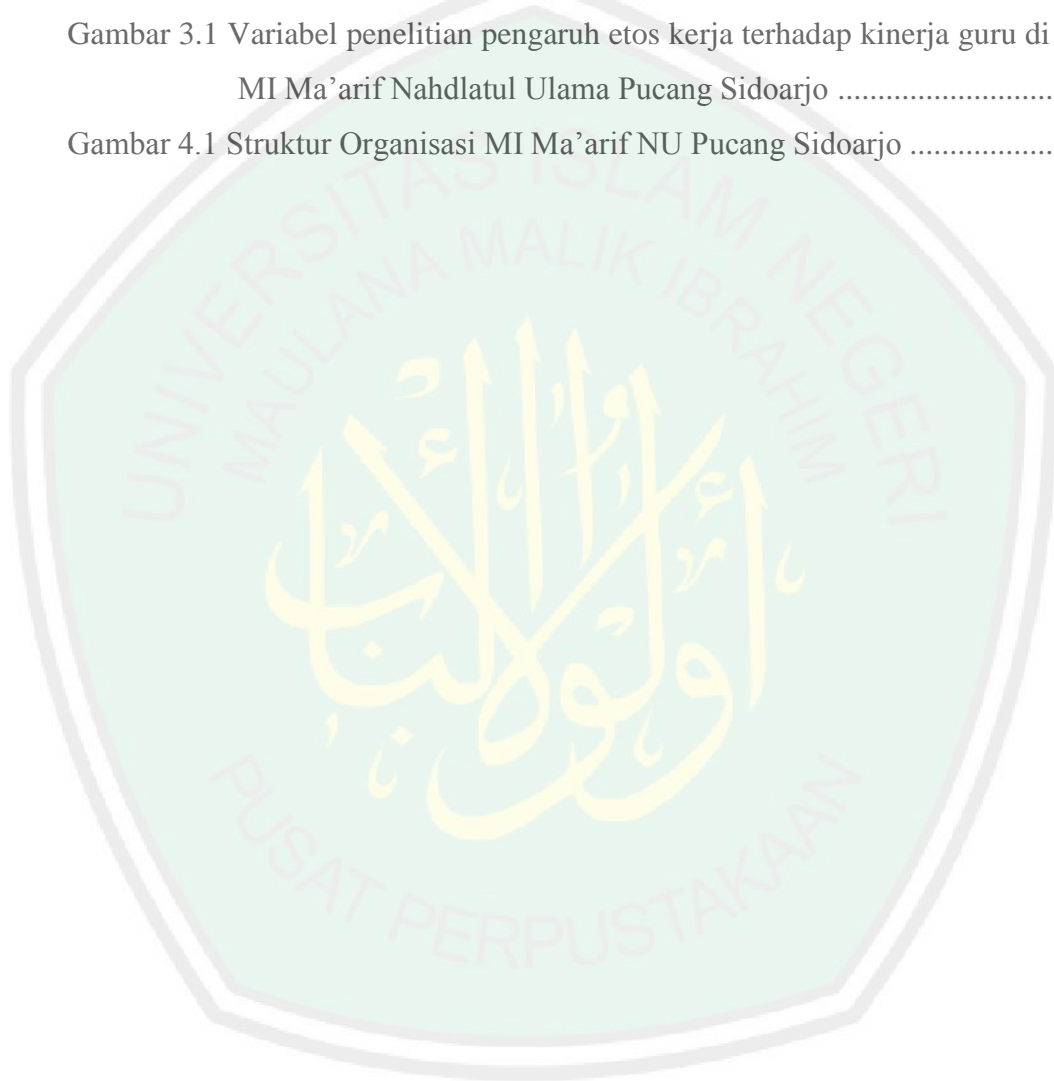 Gambar 3.1 Variabel penelitian pengaruh etos kerja terhadap kinerja guru di
MI Ma’arif Nahdlatul Ulama Pucang Sidoarjo ..........................
Gambar 4.1 Struktur Organisasi MI Ma’arif NU Pucang Sidoarjo .................
UNIVERSITAS ISLAM NEGERI
MAULANA MALIK IBRAHIM
أولوا الألباب
PUSAT PERPUSTAKAAN